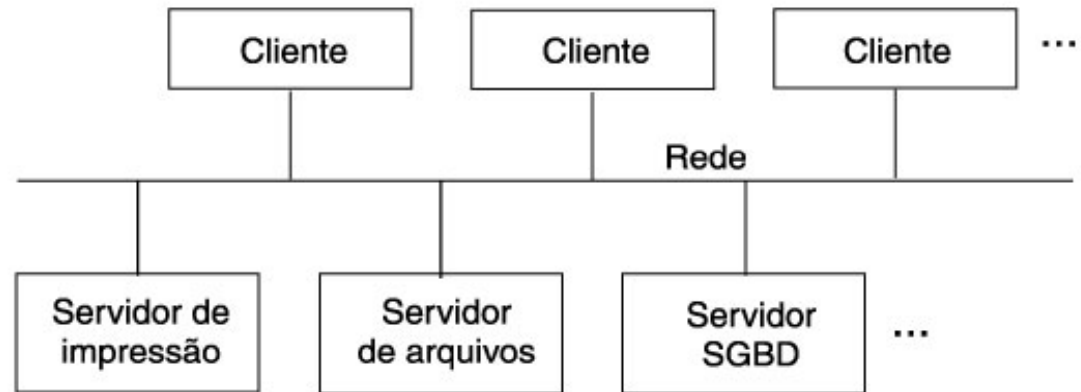 Cliente
Cliente
Cliente
...
Rede
Servidor de
impressão
Servidor
de arquivos
Servidor
SGBD
...